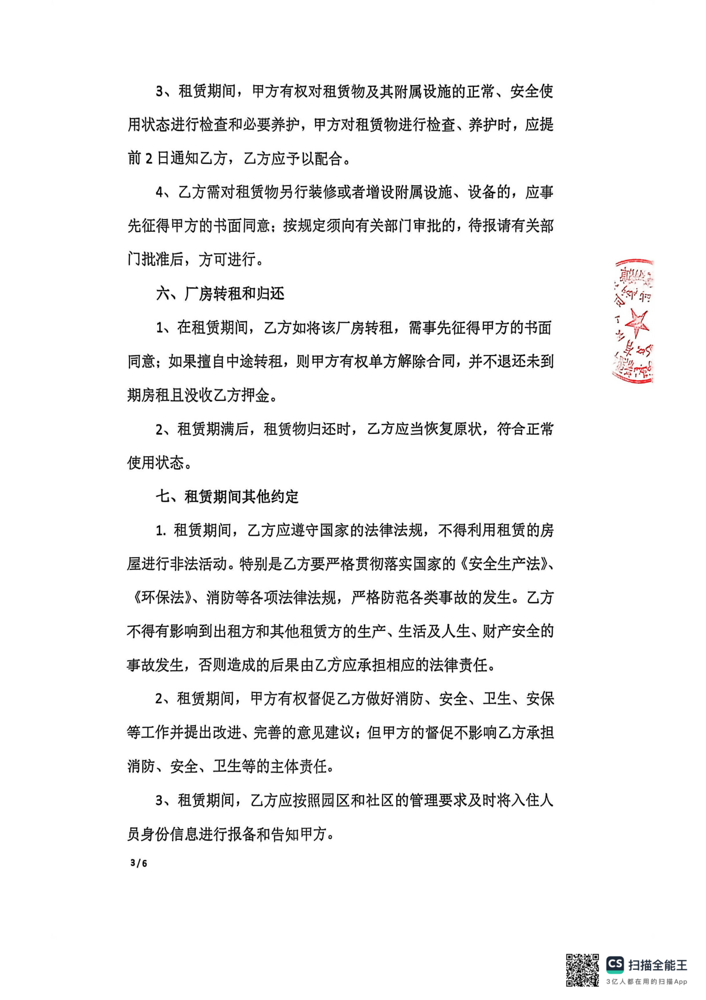 3、租赁期间，甲方有权对租赁物及其附属设施的正常、安全使
用状态进行检查和必要养护，甲方对租赁物进行检查、养护时，应提
前 2 日通知乙方，乙方应予以配合。
4、乙方需对租赁物另行装修或者增设附属设施、设备的，应事
先征得甲方的书面同意；按规定须向有关部门审批的，待报请有关部
门批准后，方可进行。
六、厂房转租和归还
1、在租赁期间，乙方如将该厂房转租，需事先征得甲方的书面
同意；如果擅自中途转租，则甲方有权单方解除合同，并不退还未到
期房租且没收乙方押金。
2、租赁期满后，租赁物归还时，乙方应当恢复原状，符合正常
使用状态。
七、租赁期间其他约定
1. 租赁期间，乙方应遵守国家的法律法规，不得利用租赁的房
屋进行非法活动。特别是乙方要严格贯彻落实国家的《安全生产法》、
《环保法》、消防等各项法律法规，严格防范各类事故的发生。乙方
不得有影响到出租方和其他租赁方的生产、生活及人生、财产安全的
事故发生，否则造成的后果由乙方应承担相应的法律责任。
2、租赁期间，甲方有权督促乙方做好消防、安全、卫生、安保
等工作并提出改进、完善的意见建议；但甲方的督促不影响乙方承担
消防、安全、卫生等的主体责任。
3、租赁期间，乙方应按照园区和社区的管理要求及时将入住人
员身份信息进行报备和告知甲方。
3/6
CS 扫描全能王
3亿人都在用的扫描App